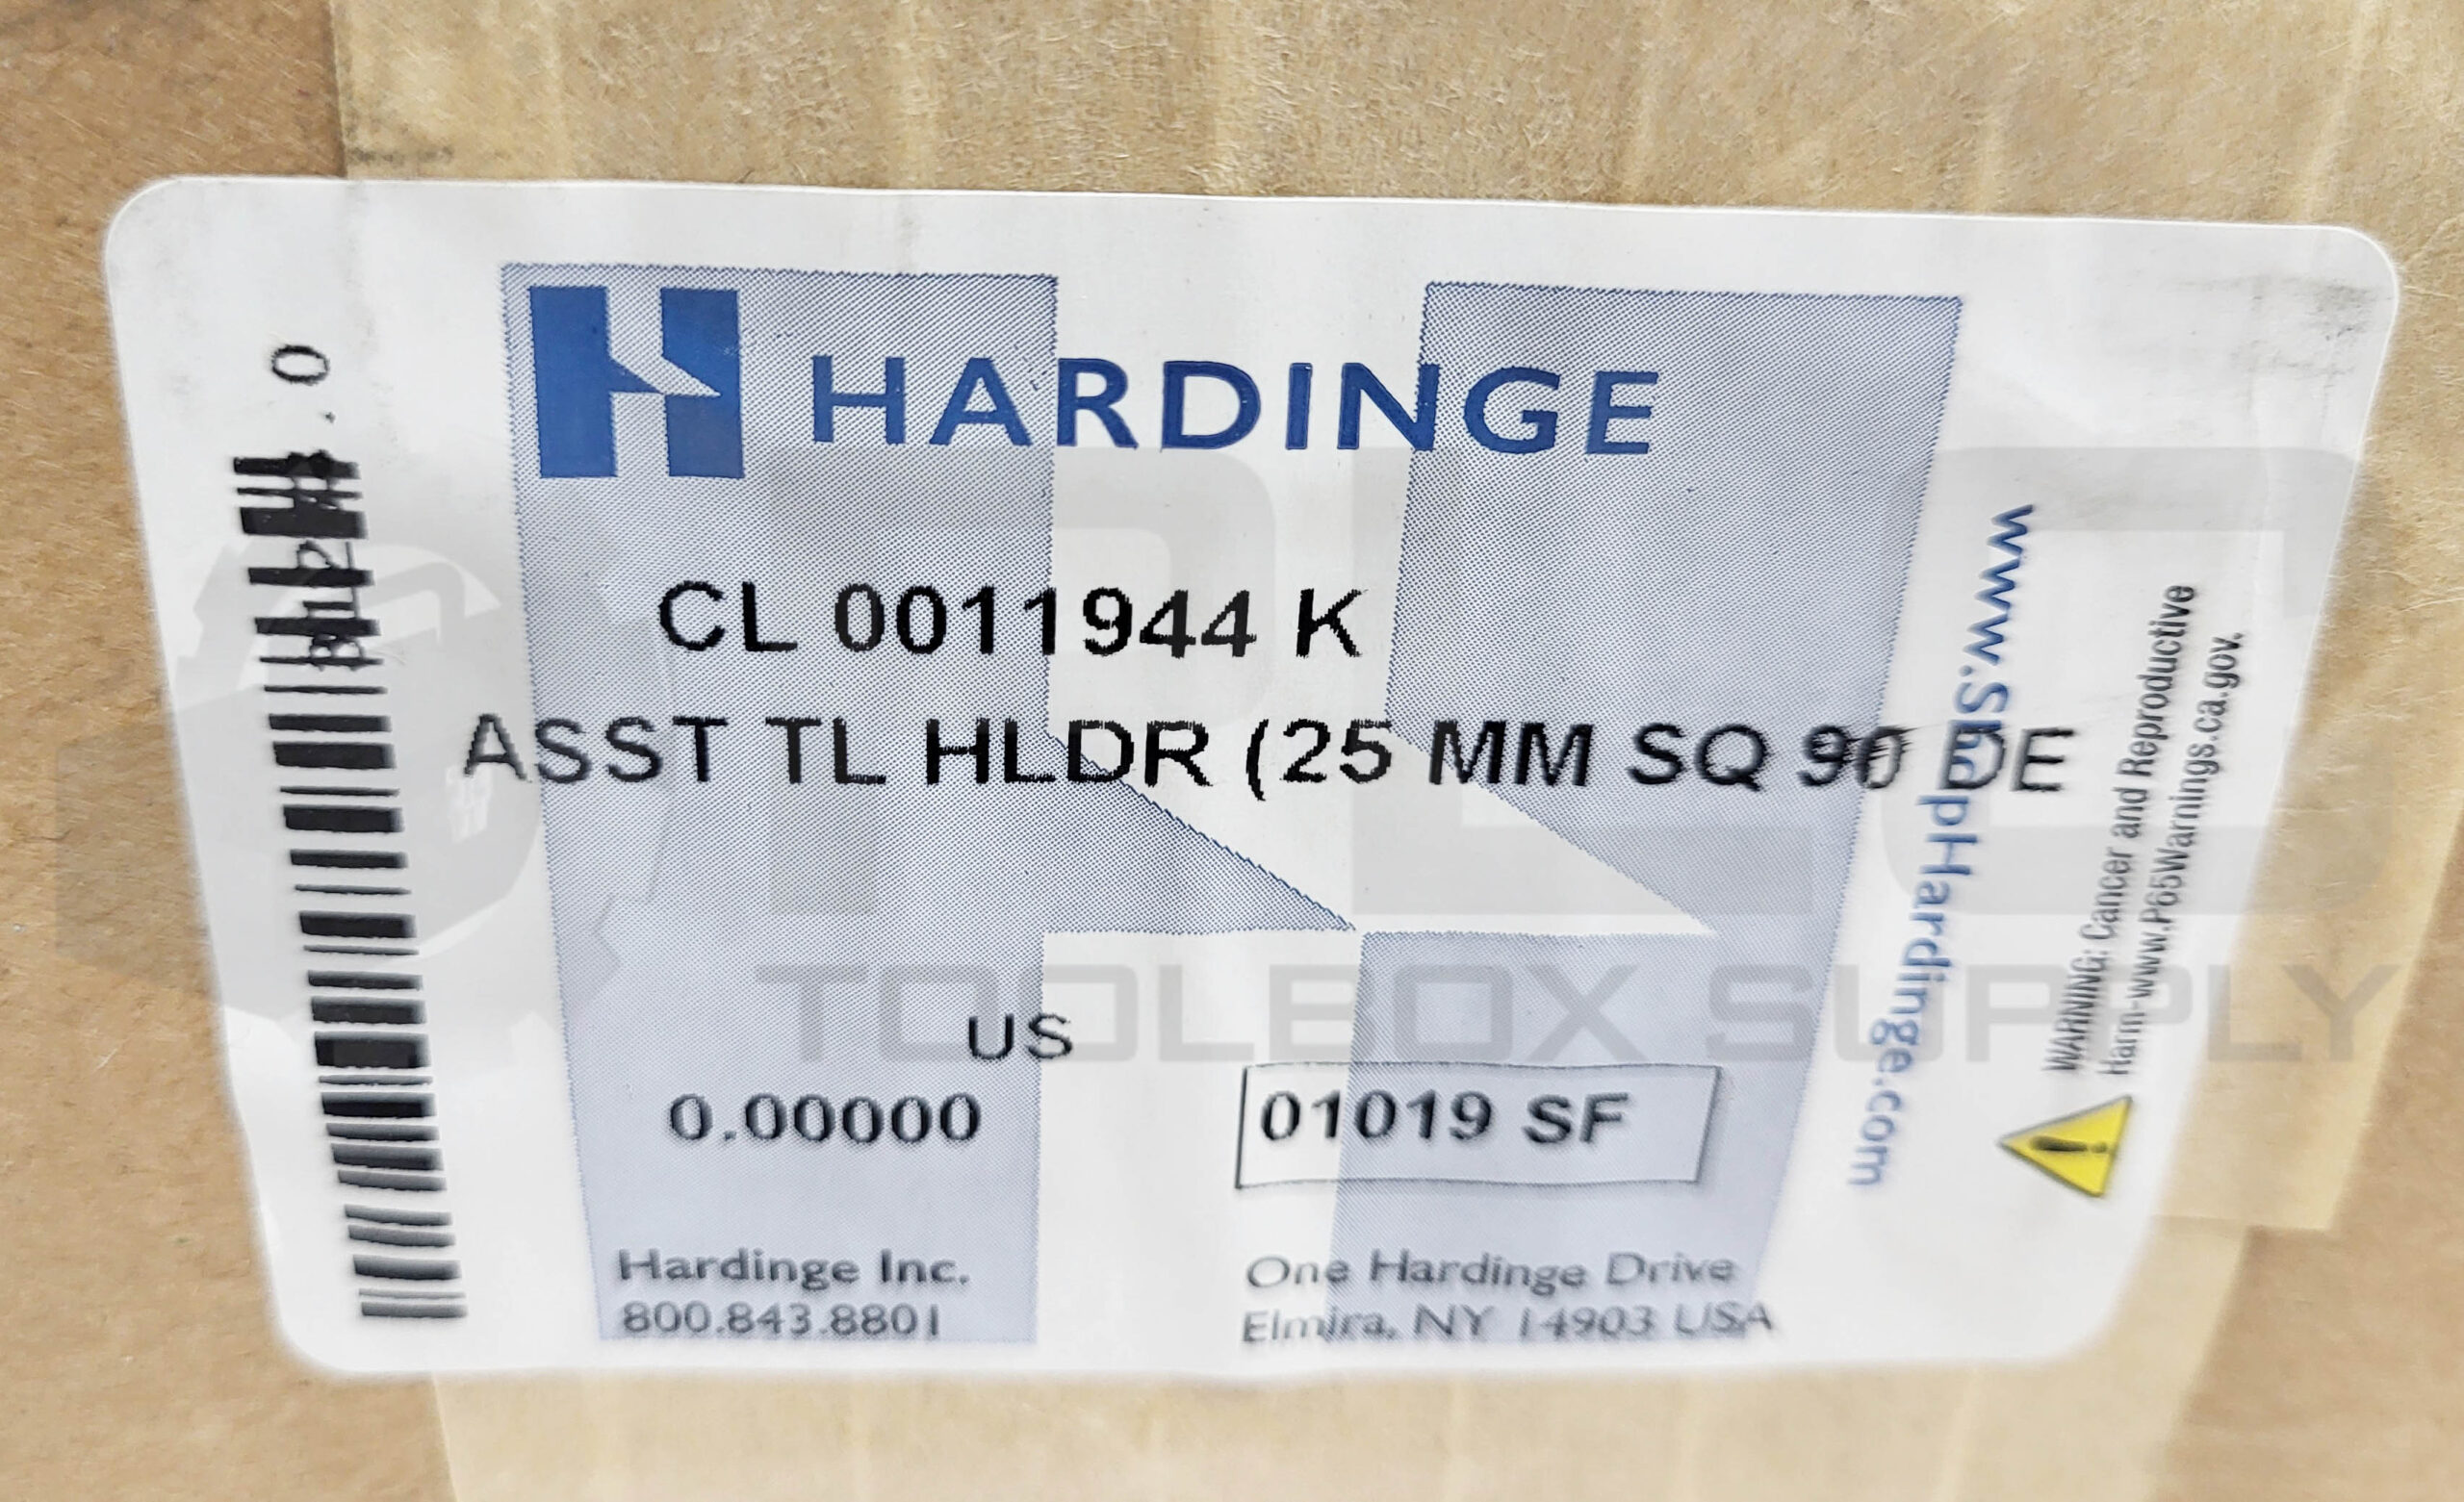 HARDINGE
CL 0011944 K
ASST TL HLDR (25 MM SQ 90 DE
US
0.00000
01019 SF
Hardinge Inc.
800.843.8801
One Hardinge Drive
Elmira, NY 14903 USA
www.ShopHardinge.com
WARNING: Cancer and Reproductive
Harm-www.P65Warnings.ca.gov.
PLC
TOOLBOX SUPPLY